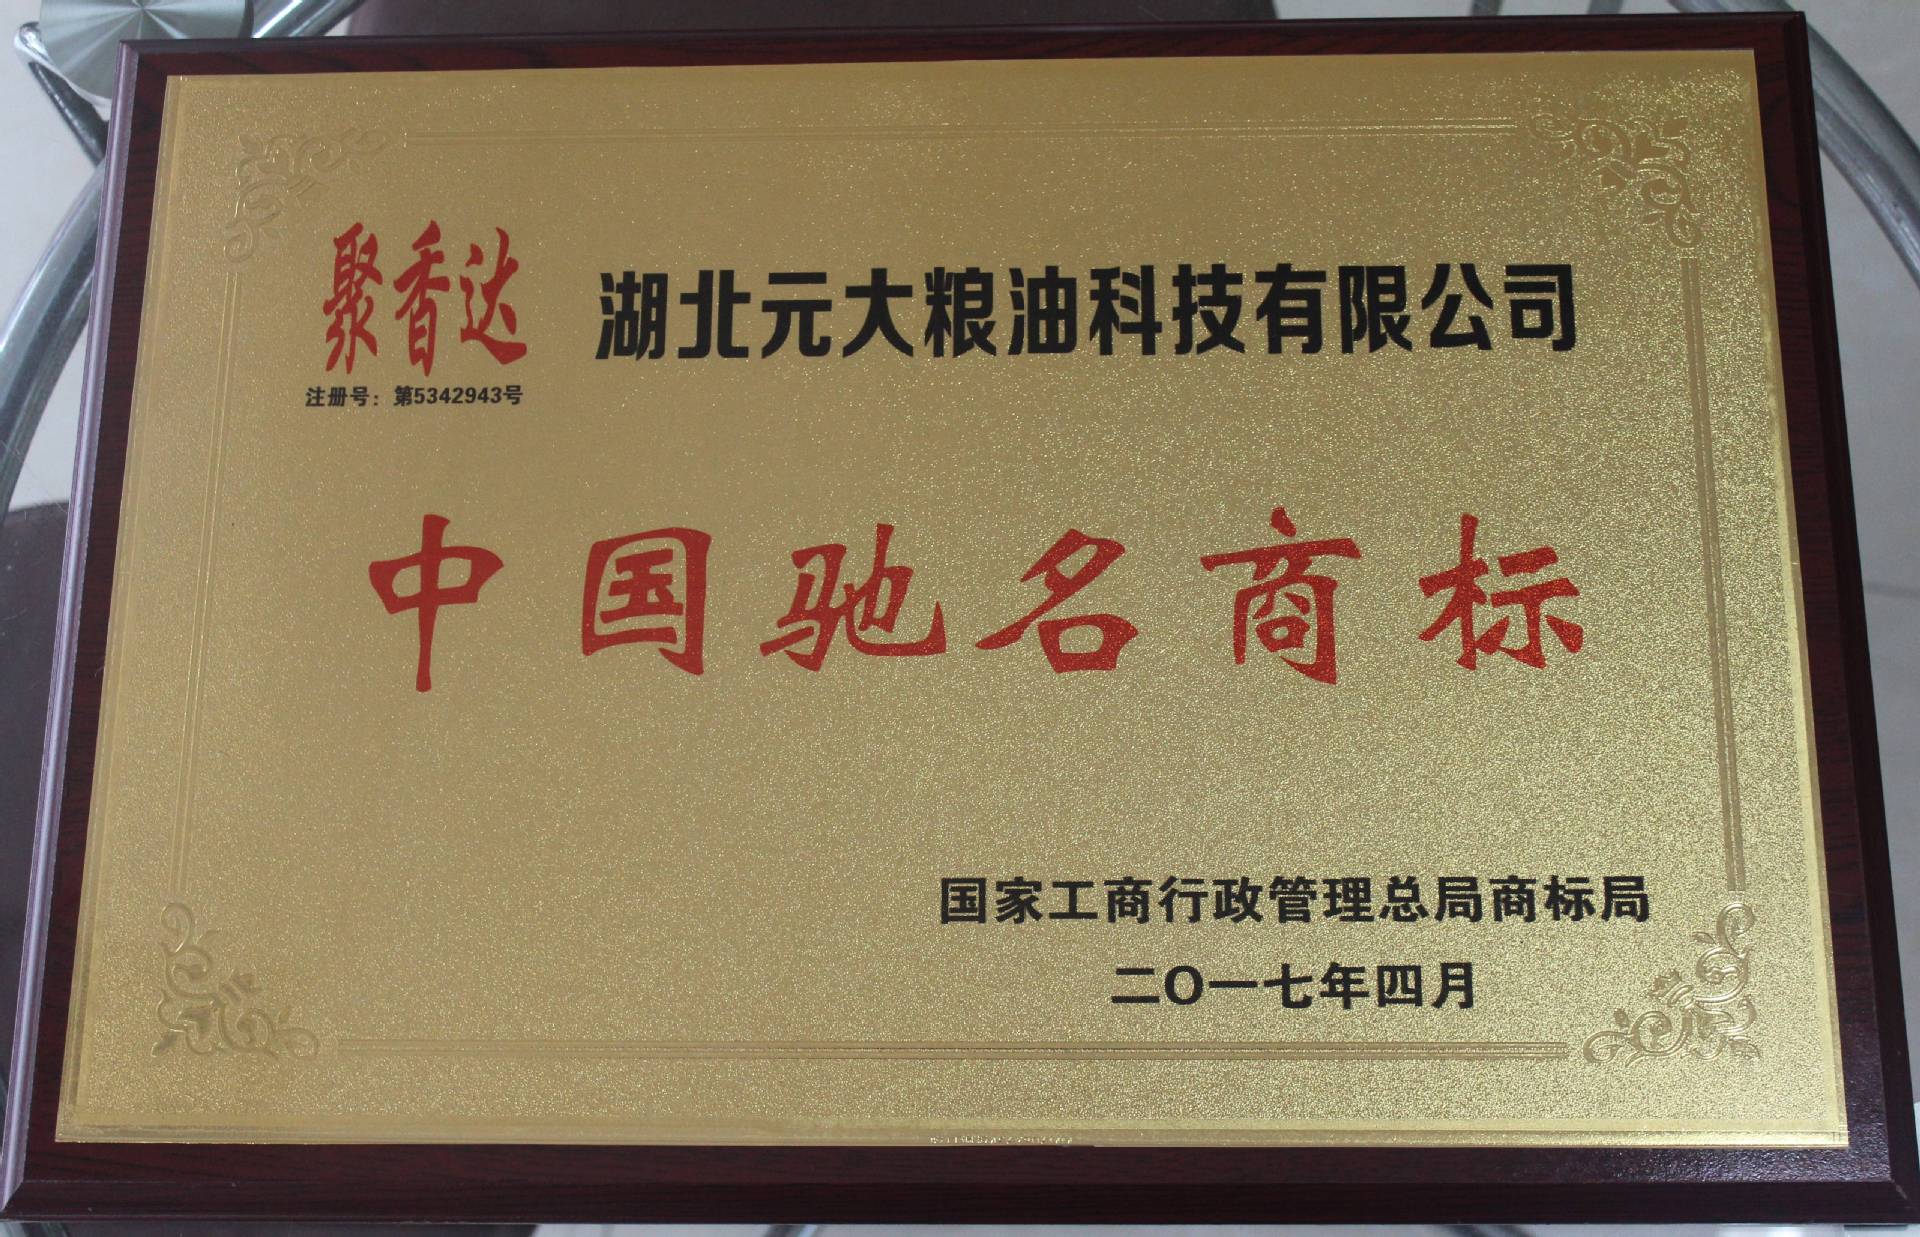 聚香达
湖北元大粮油科技有限公司
注册号：第5342943号
中国驰名商标
国家工商行政管理总局商标局
二〇一七年四月